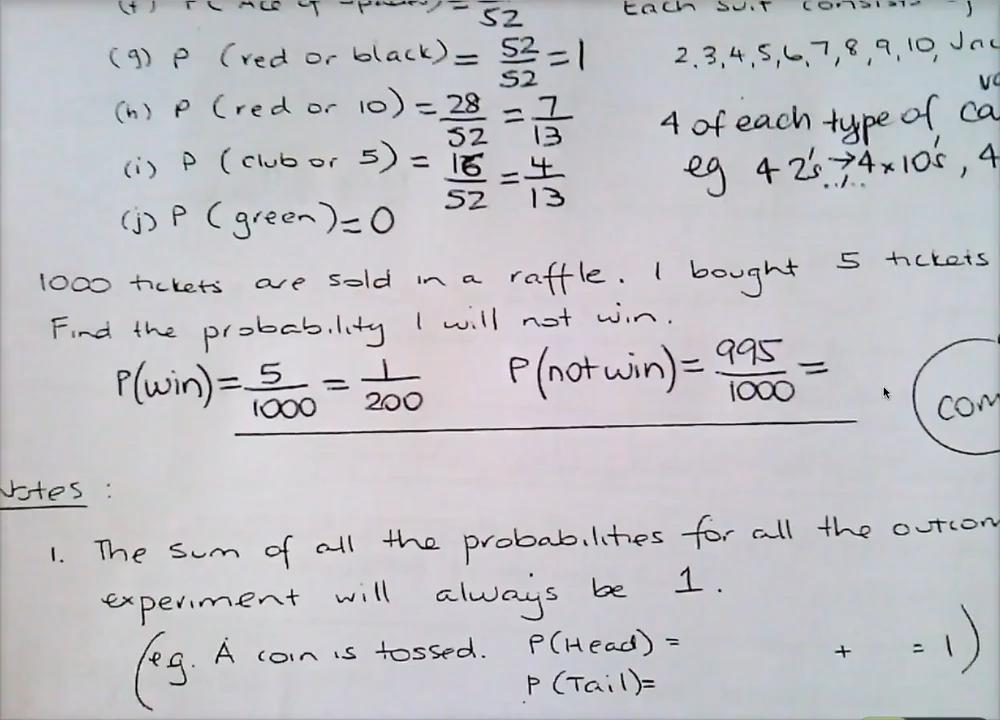 52
Each suit consists
(g) P (red or black) = 52/52 = 1
2,3,4,5,6,7,8,9,10,
(h) P (red or 10) = 28/52 = 7/13
4 of each type of
(i) P (club or 5) = 16/52 = 4/13
eg 4 2's → 4x10's, 4
(j) P (green) = 0
1000 tickets are sold in a raffle. I bought 5 tickets
Find the probability I will not win.
P(win) = 5/1000 = 1/200
P(not win) = 995/1000 =
Notes :
1. The sum of all the probabilities for all the
experiment will always be 1.
(eg. A coin is tossed. P(Head) = + = 1)
P (Tail) =